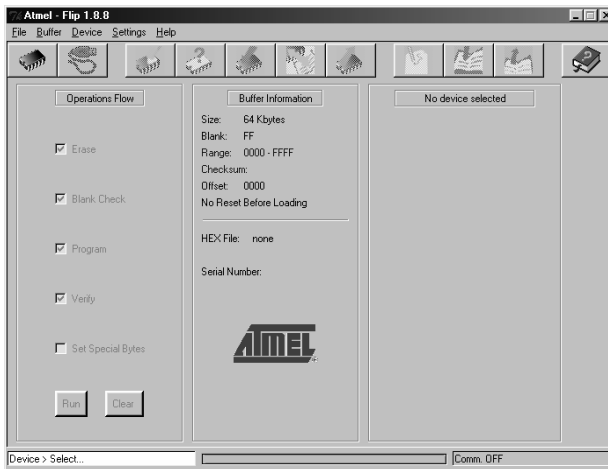 Atmel - Flip 1.8.8
File Buffer Device Settings Help
Operations Flow
Erase
Blank Check
Program
Verify
Set Special Bytes
Run Clear
Buffer Information
Size: 64 Kbytes
Blank: FF
Range: 0000 - FFFF
Checksum:
Offset: 0000
No Reset Before Loading
HEX File: none
Serial Number:
ATMEL
No device selected
Device > Select...
Comm. OFF